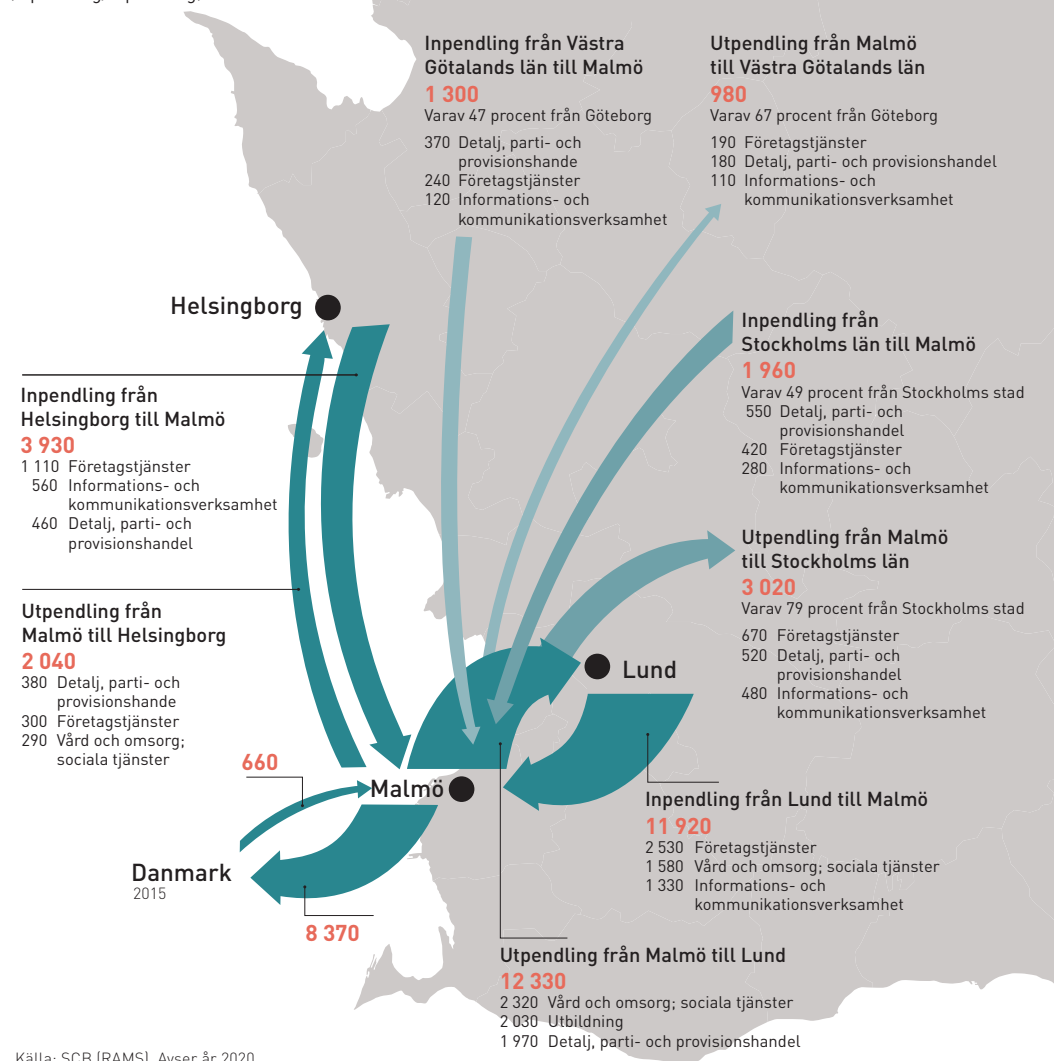 Inpendling från Västra
Götalands län till Malmö
1 300
Varav 47 procent från Göteborg
370 Detalj, parti- och
provisionshande
240 Företagstjänster
120 Informations- och
kommunikationsverksamhet
Utpendling från Malmö
till Västra Götalands län
980
Varav 67 procent från Göteborg
190 Företagstjänster
180 Detalj, parti- och provisionshandel
110 Informations- och
kommunikationsverksamhet
Helsingborg
Inpendling från
Stockholms län till Malmö
1 960
Varav 49 procent från Stockholms stad
550 Detalj, parti- och
provisionshandel
420 Företagstjänster
280 Informations- och
kommunikationsverksamhet
Inpendling från
Helsingborg till Malmö
3 930
1 110 Företagstjänster
560 Informations- och
kommunikationsverksamhet
460 Detalj, parti- och
provisionshandel
Utpendling från Malmö
till Stockholms län
3 020
Varav 79 procent från Stockholms stad
670 Företagstjänster
520 Detalj, parti- och
provisionshandel
480 Informations- och
kommunikationsverksamhet
Utpendling från
Malmö till Helsingborg
2 040
380 Detalj, parti- och
provisionshande
300 Företagstjänster
290 Vård och omsorg;
sociala tjänster
Lund
660
Malmö
Inpendling från Lund till Malmö
11 920
2 530 Företagstjänster
1 580 Vård och omsorg; sociala tjänster
1 330 Informations- och
kommunikationsverksamhet
Danmark
2015
8 370
Utpendling från Malmö till Lund
12 330
2 320 Vård och omsorg; sociala tjänster
2 030 Utbildning
1 970 Detalj, parti- och provisionshandel
Källa: SCB (RAMS). Avser år 2020